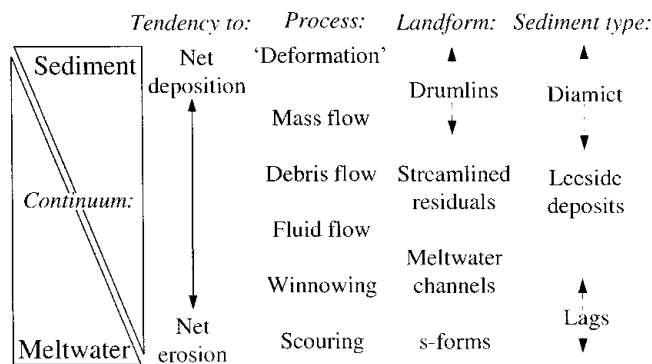 Tendency to: Process: Landform: Sediment type:
Sediment Net deposition 'Deformation' Drumlins Diamict
Mass flow
Continuum: Debris flow Streamlined residuals Leeside deposits
Fluid flow
Winnowing Meltwater channels
Meltwater Net erosion Scouring s-forms Lags